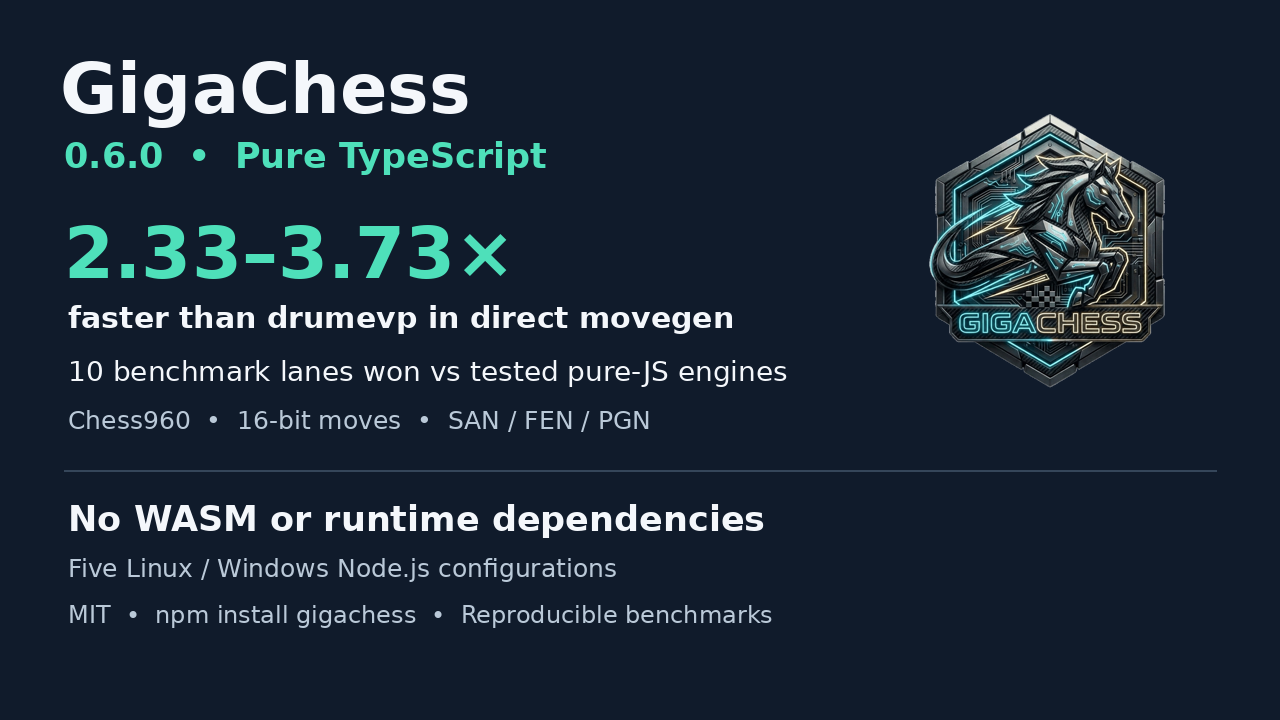 GigaChess
0.6.0 • Pure TypeScript
2.33–3.73×
faster than drumevp in direct movegen
10 benchmark lanes won vs tested pure-JS engines
Chess960 • 16-bit moves • SAN / FEN / PGN
GIGACHESS
No WASM or runtime dependencies
Five Linux / Windows Node.js configurations
MIT • npm install gigachess • Reproducible benchmarks